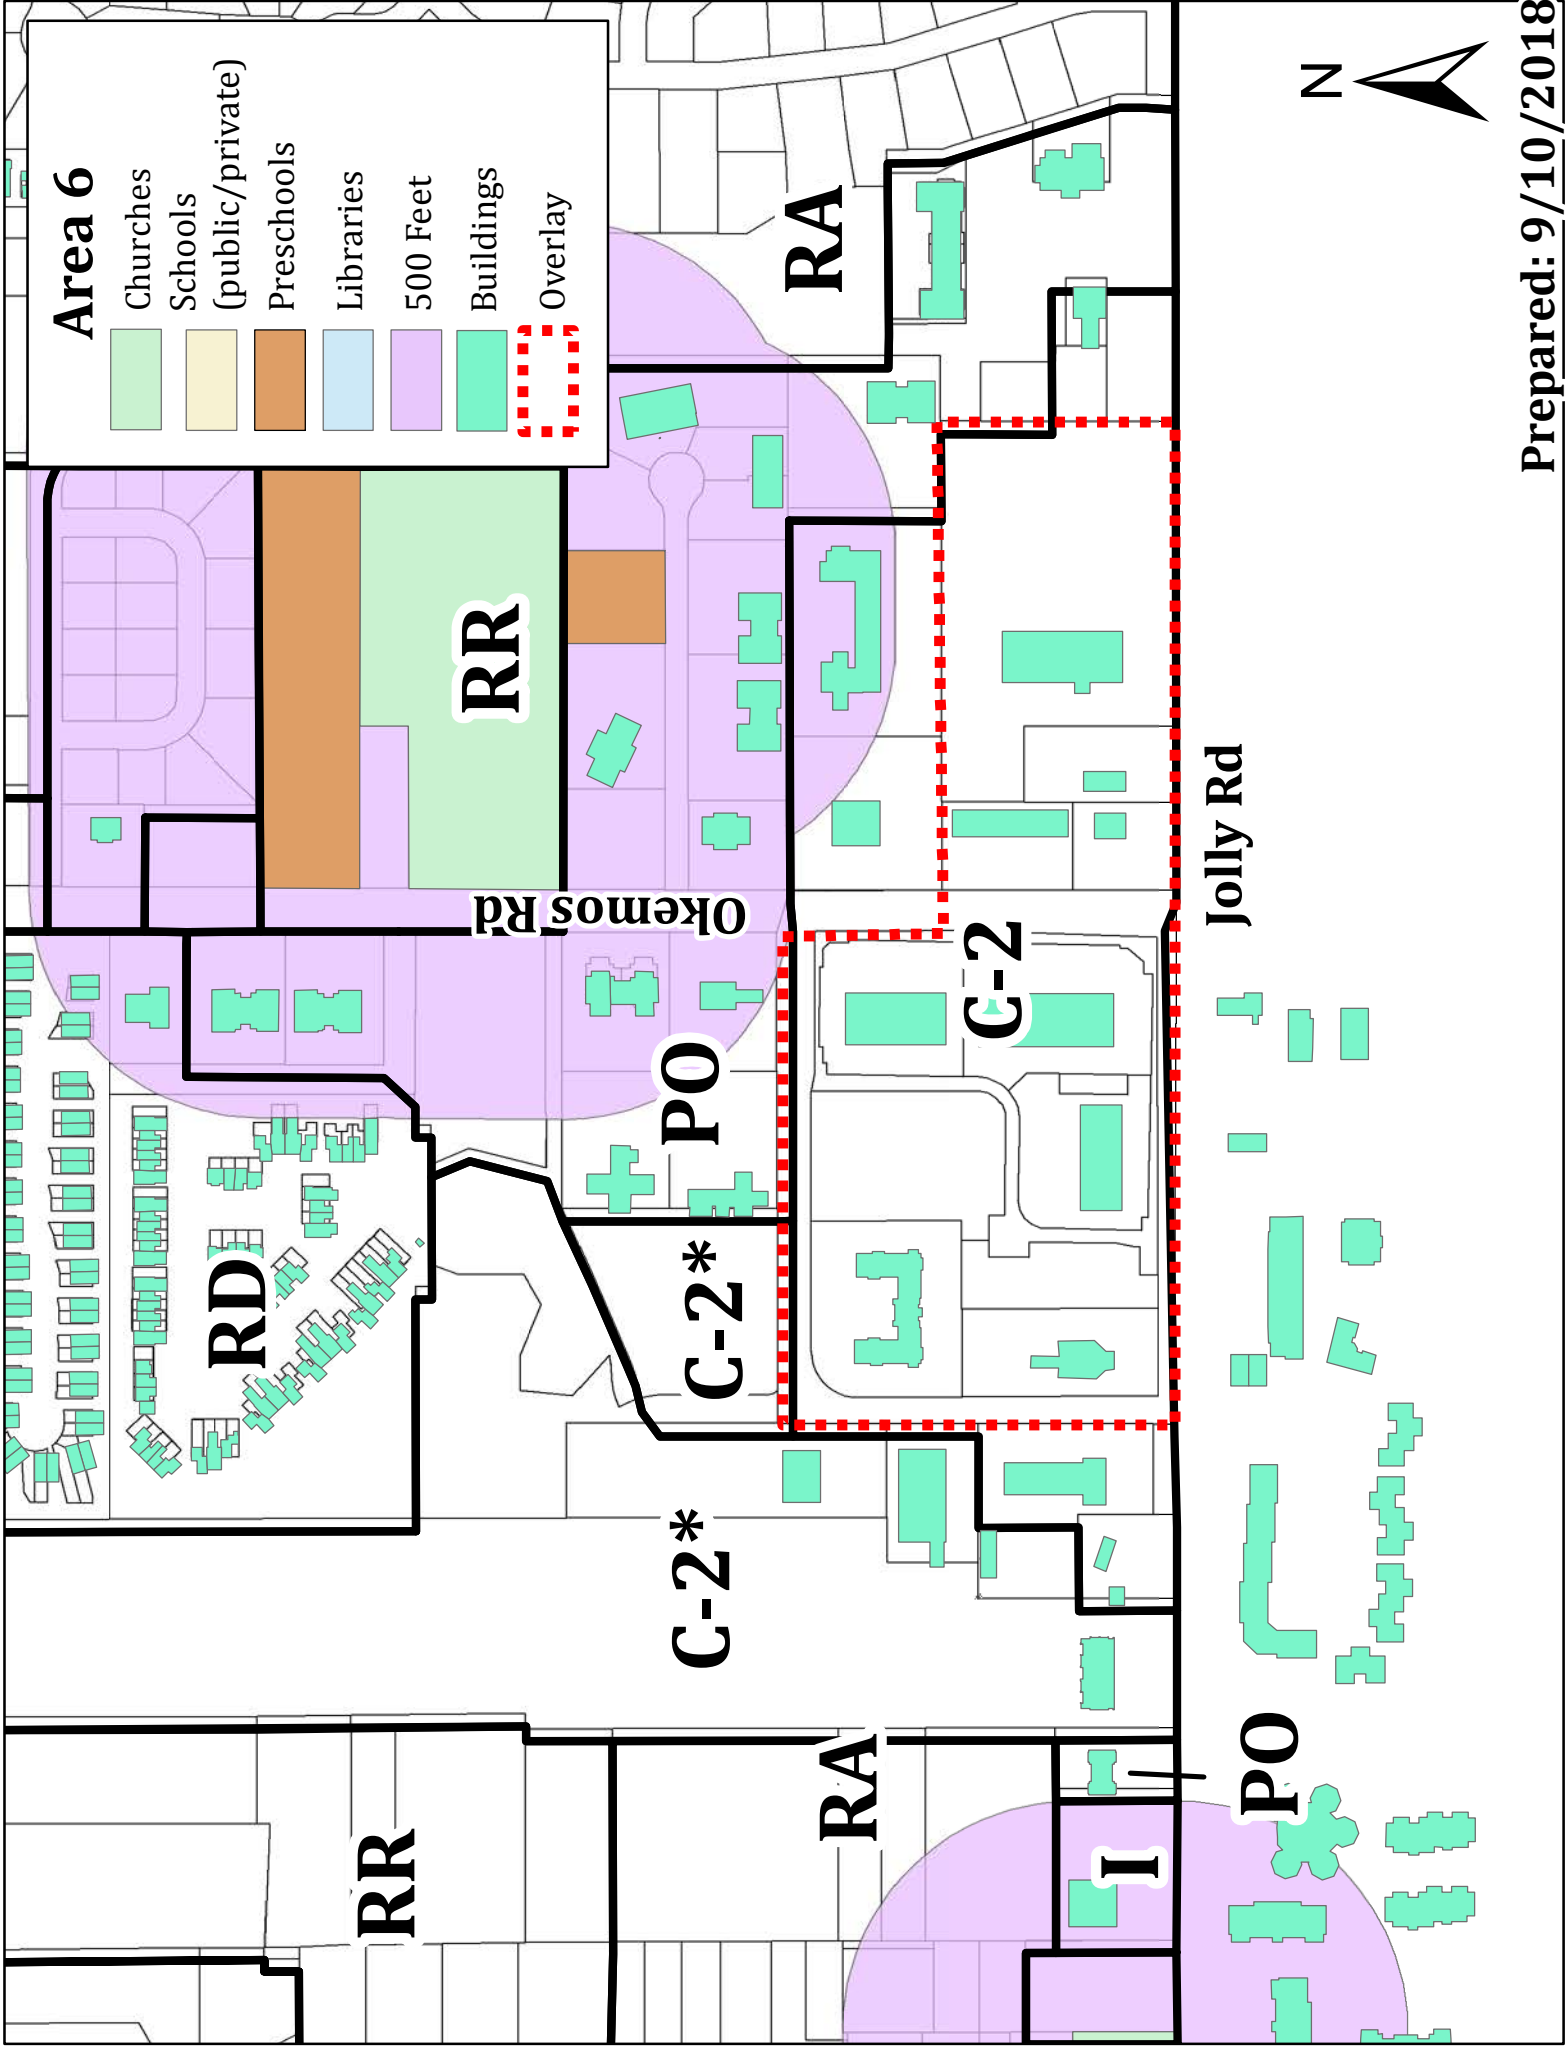 Area 6
Churches
Schools
(public/private)
Preschools
Libraries
500 Feet
Buildings
Overlay
RR
RA
N
Okemos Rd
RD
PO
C-2
C-2*
C-2*
Jolly Rd
RR
RA
I
PO
Prepared: 9/10/2018